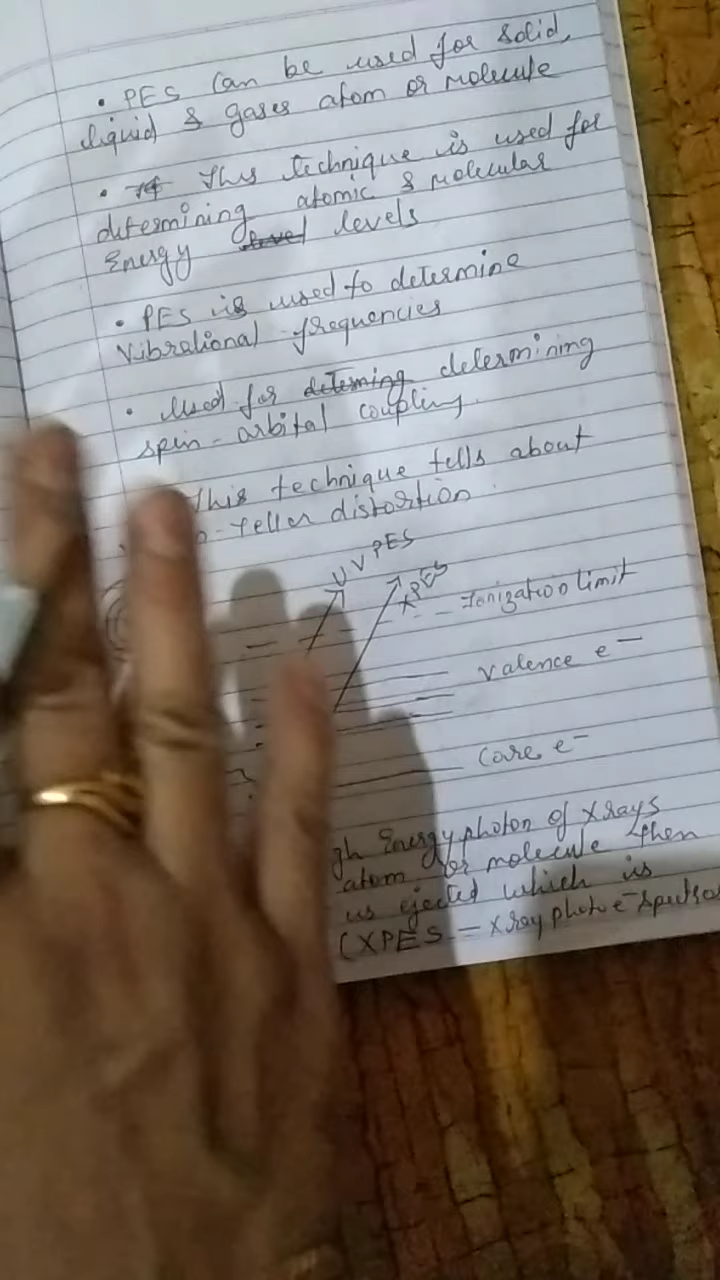 • PES can be used for solid,
liquid & gases atom or molecule
• This technique is used for
determining atomic & molecular
Energy levels
• PES is used to determine
Vibrational frequencies
• Used for determining
spin-orbital coupling.
This technique tells about
-Teller distortion.
UVPES
XPES
Ionization limit
Valence e⁻
Core e⁻
gh Energy photon of X rays
atom or molecule then
is ejected which is
(XPES - X ray photo e⁻ spectros